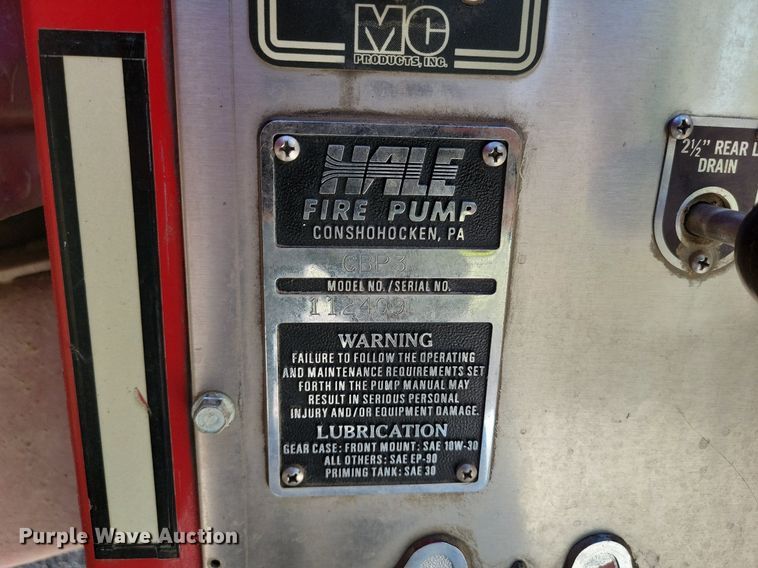 MC
PRODUCTS, INC.
HALE
FIRE PUMP
CONSHOHOCKEN, PA
CBP3
MODEL NO./SERIAL NO.
112409
WARNING
FAILURE TO FOLLOW THE OPERATING
AND MAINTENANCE REQUIREMENTS SET
FORTH IN THE PUMP MANUAL MAY
RESULT IN SERIOUS PERSONAL
INJURY AND/OR EQUIPMENT DAMAGE.
LUBRICATION
GEAR CASE: FRONT MOUNT: SAE 10W-30
ALL OTHERS: SAE EP-90
PRIMING TANK: SAE 30
2½" REAR L
DRAIN
Purple Wave Auction